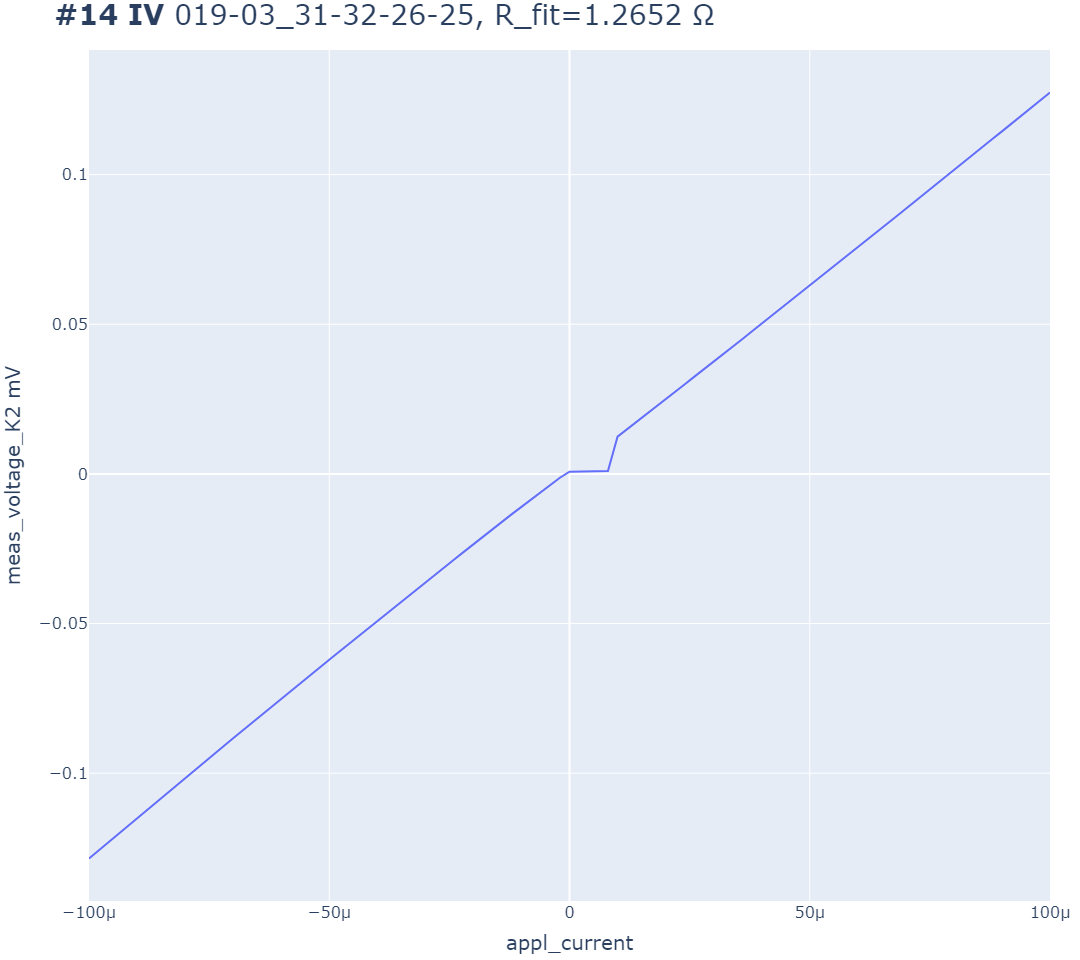 #14 IV 019-03_31-32-26-25, R_fit=1.2652 Ω
0.1
0.05
0
−0.05
−0.1
meas_voltage_K2 mV
−100μ
−50μ
0
50μ
100μ
appl_current